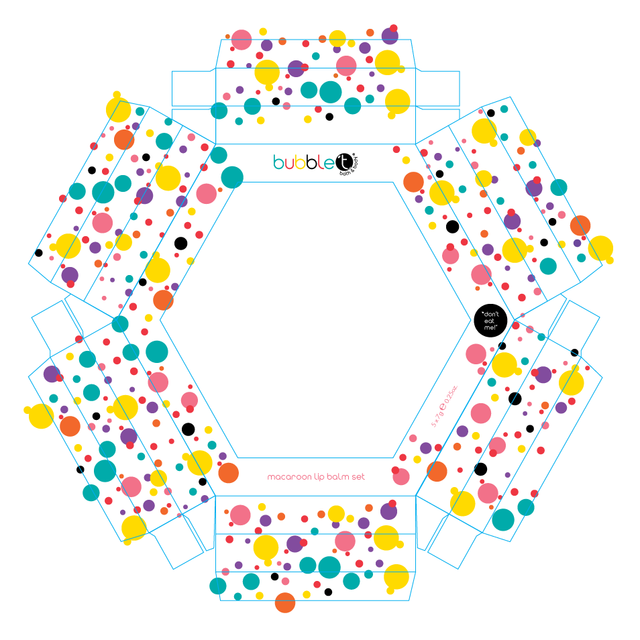 bubble t
bath & body
"don't
eat
me!"
5 x 7g ℮ 0.25oz.
macaroon lip balm set